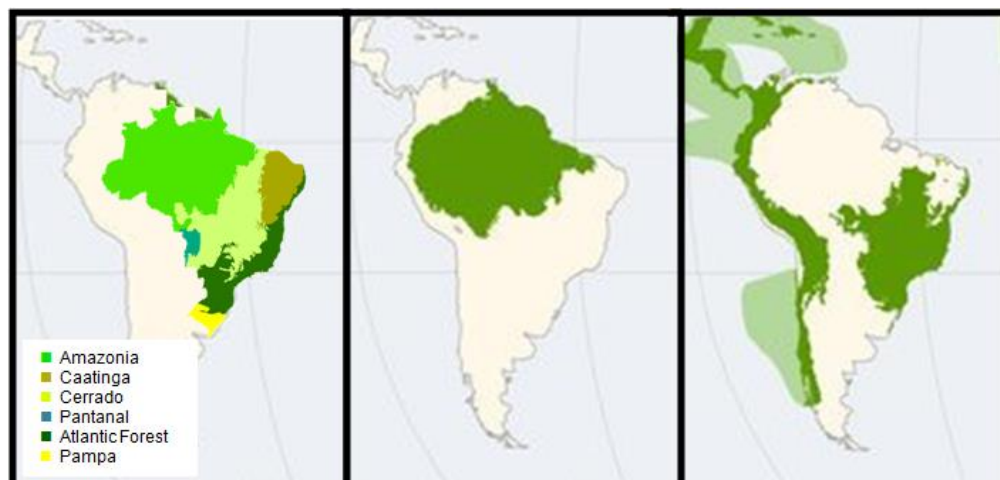 Amazonia
Caatinga
Cerrado
Pantanal
Atlantic Forest
Pampa